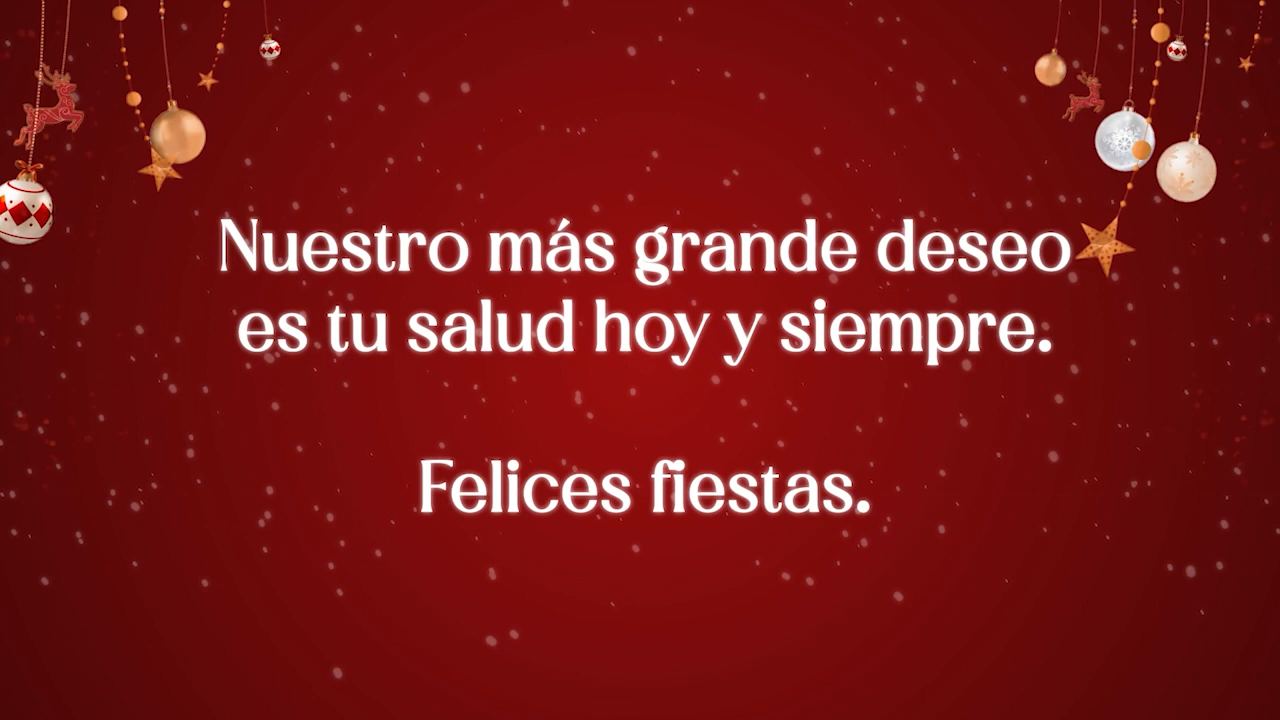 Nuestro más grande deseo
es tu salud hoy y siempre.
Felices fiestas.